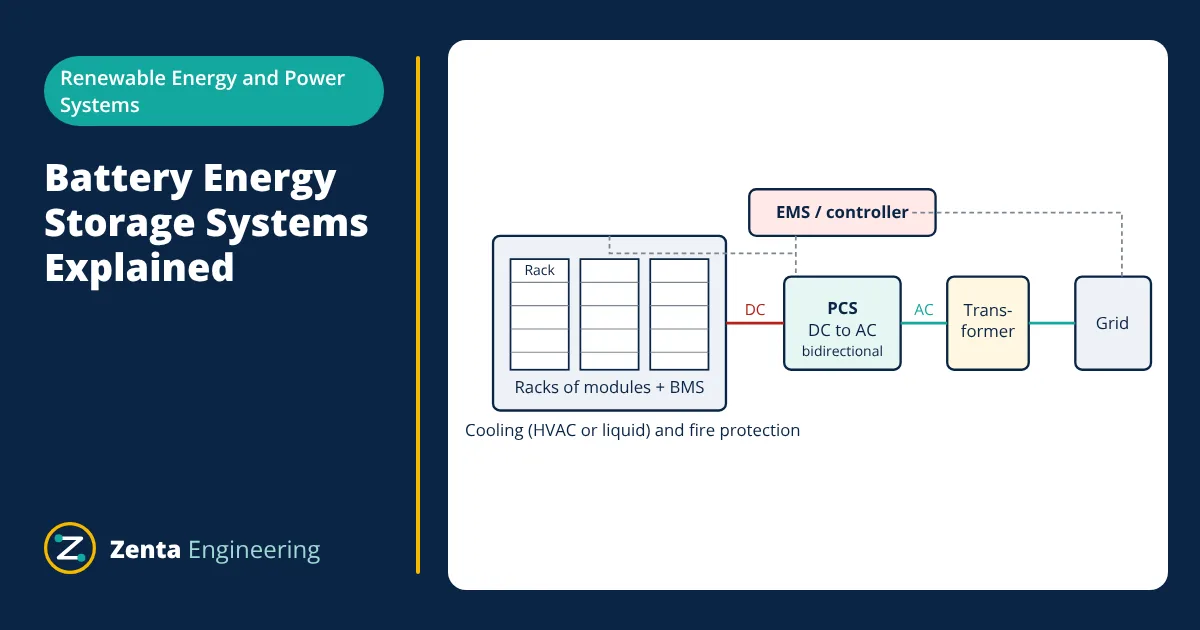 Renewable Energy and Power
Systems
Battery Energy
Storage Systems
Explained
Zenta Engineering
EMS / controller
Rack
Racks of modules + BMS
Cooling (HVAC or liquid) and fire protection
DC
PCS
DC to AC
bidirectional
AC
Trans-
former
Grid